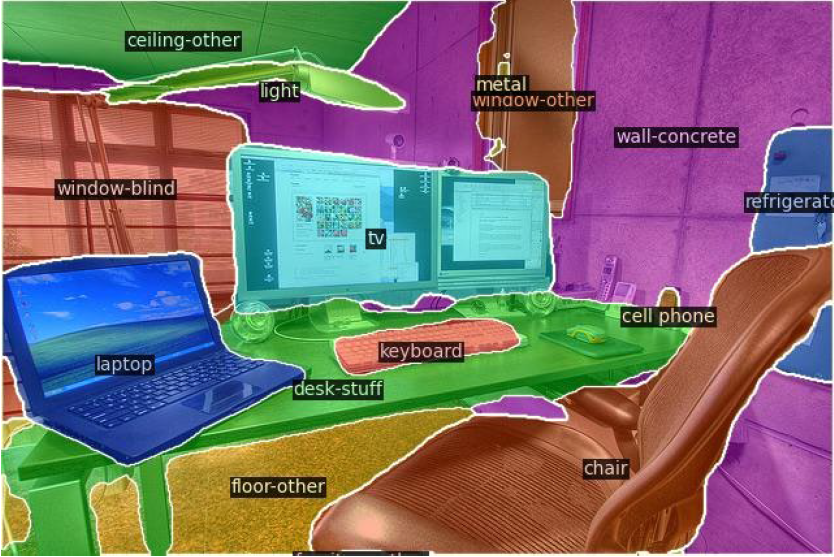 ceiling-other
light
metal
window-other
wall-concrete
window-blind
refrigerato
tv
cell phone
keyboard
laptop
desk-stuff
chair
floor-other